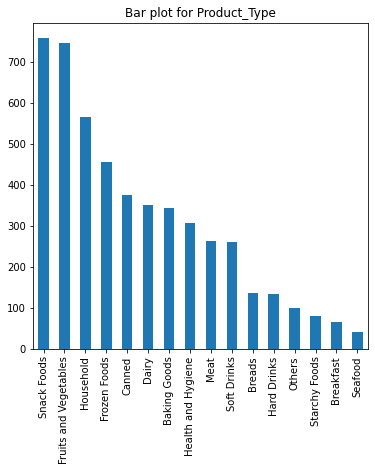 Bar plot for Product_Type
700
600
500
400
300
200
100
0
Snack Foods
Fruits and Vegetables
Household
Frozen Foods
Canned
Dairy
Baking Goods
Health and Hygiene
Meat
Soft Drinks
Breads
Hard Drinks
Others
Starchy Foods
Breakfast
Seafood